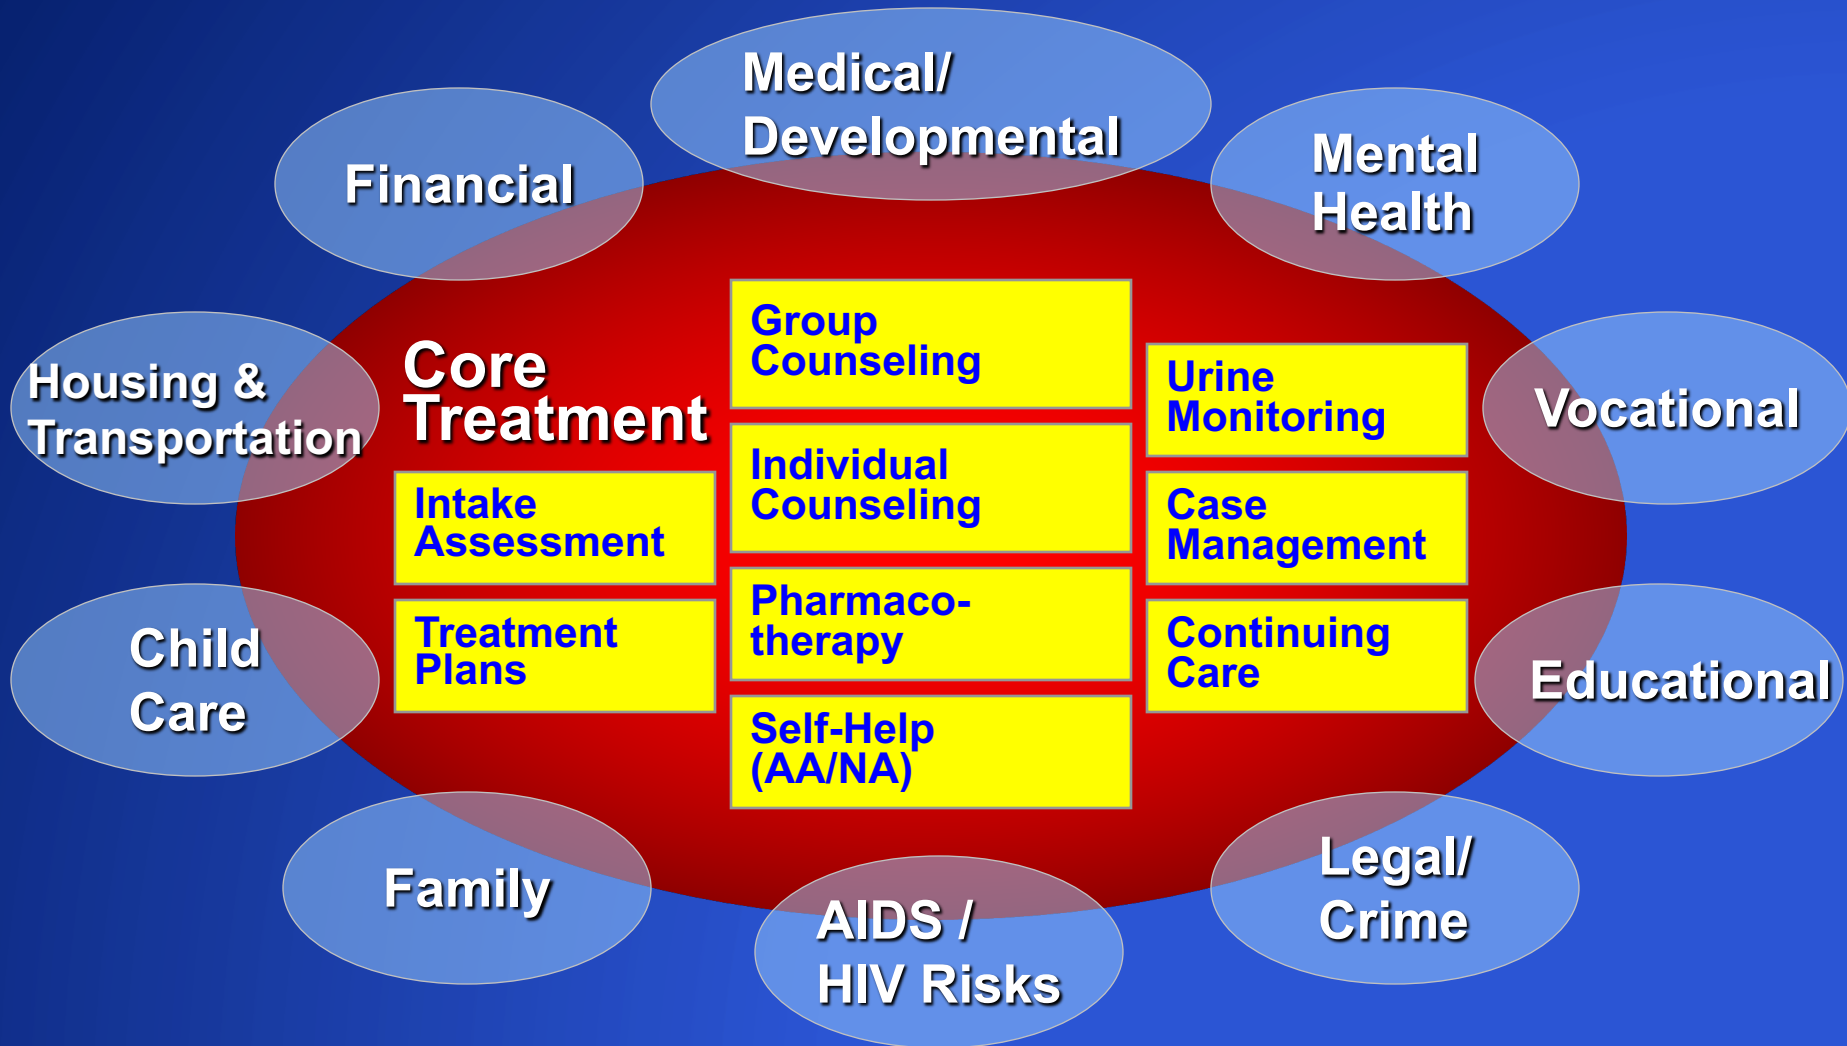 Medical/
Developmental
Financial
Mental
Health
Housing &
Transportation
Core
Treatment
Group
Counseling
Urine
Monitoring
Vocational
Intake
Assessment
Individual
Counseling
Case
Management
Child
Care
Treatment
Plans
Pharmaco-
therapy
Continuing
Care
Educational
Self-Help
(AA/NA)
Family
AIDS /
HIV Risks
Legal/
Crime